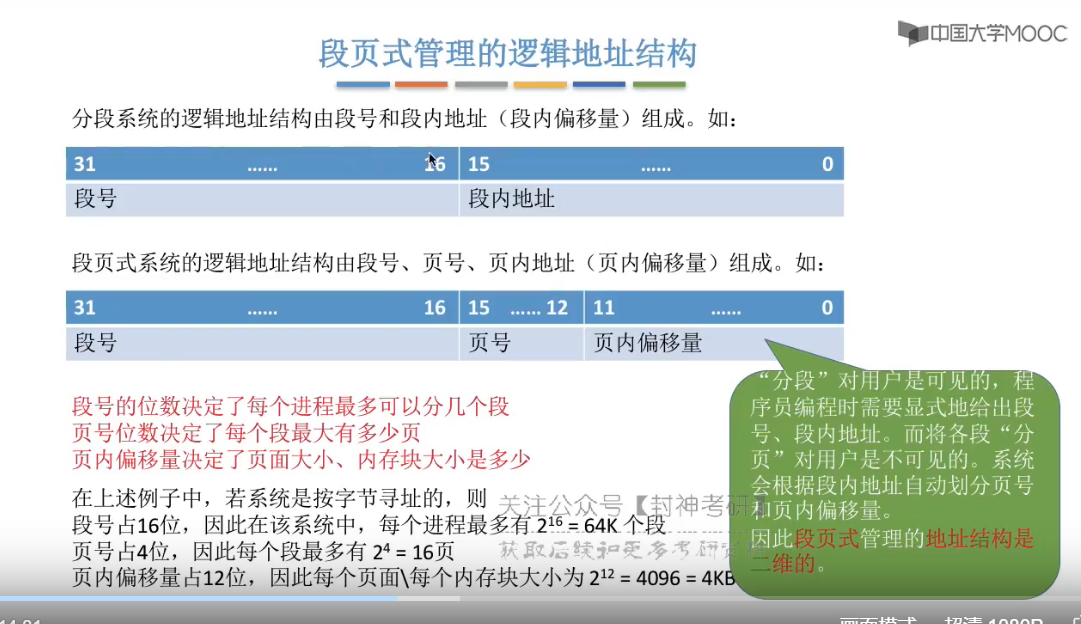 中国大学MOOC
段页式管理的逻辑地址结构
分段系统的逻辑地址结构由段号和段内地址（段内偏移量）组成。如：
31 …… 16 15 …… 0
段号 段内地址
段页式系统的逻辑地址结构由段号、页号、页内地址（页内偏移量）组成。如：
31 …… 16 15 …… 12 11 …… 0
段号 页号 页内偏移量
段号的位数决定了每个进程最多可以分几个段
页号位数决定了每个段最大有多少页
页内偏移量决定了页面大小、内存块大小是多少
在上述例子中，若系统是按字节寻址的，则
段号占16位，因此在该系统中，每个进程最多有 2¹⁶ = 64K 个段
页号占4位，因此每个段最多有 2⁴ = 16页
页内偏移量占12位，因此每个页面\每个内存块大小为 2¹² = 4096 = 4KB
“分段”对用户是可见的，程
序员编程时需要显式地给出段
号、段内地址。而将各段“分
页”对用户是不可见的。系统
会根据段内地址自动划分页号
和页内偏移量。
因此段页式管理的地址结构是
二维的。
关注公众号【封神考研】
获取后续和更多考研资
画面模式 超清 1080P